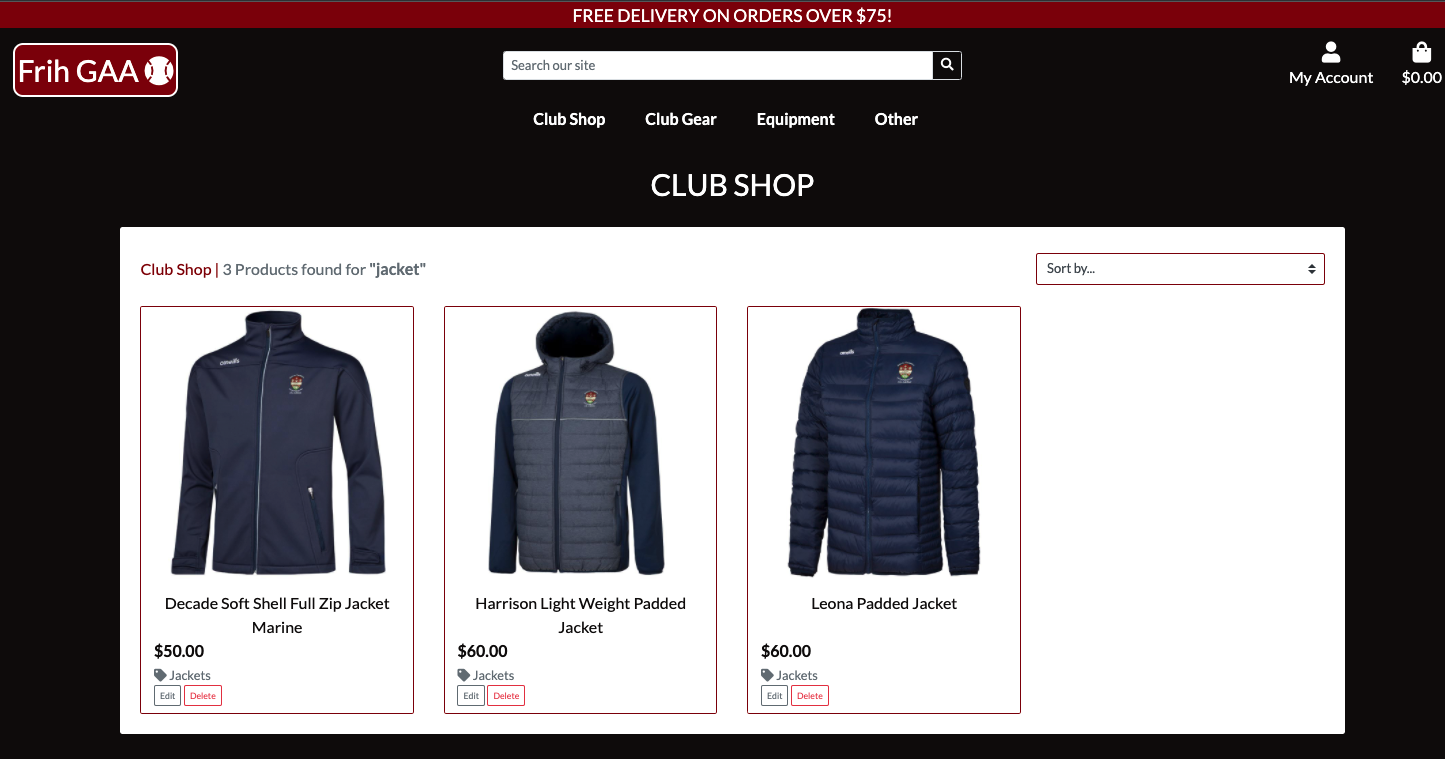 FREE DELIVERY ON ORDERS OVER $75!
Frih GAA
Search our site
My Account
$0.00
Club Shop
Club Gear
Equipment
Other
CLUB SHOP
Club Shop | 3 Products found for "jacket"
Sort by...
Decade Soft Shell Full Zip Jacket
Marine
$50.00
Jackets
Edit
Delete
Harrison Light Weight Padded
Jacket
$60.00
Jackets
Edit
Delete
Leona Padded Jacket
$60.00
Jackets
Edit
Delete